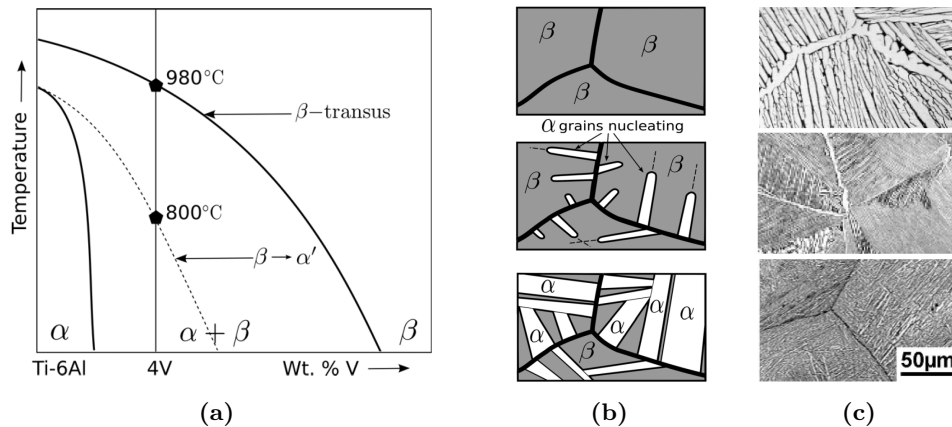 980°C
β−transus
800°C
β → α′
α
α + β
β
Temperature
Ti-6Al
4V
Wt. % V
(a)
β
β
β
α grains nucleating
β
β
α
α
α
α
α
α
β
(b)
50μm
(c)